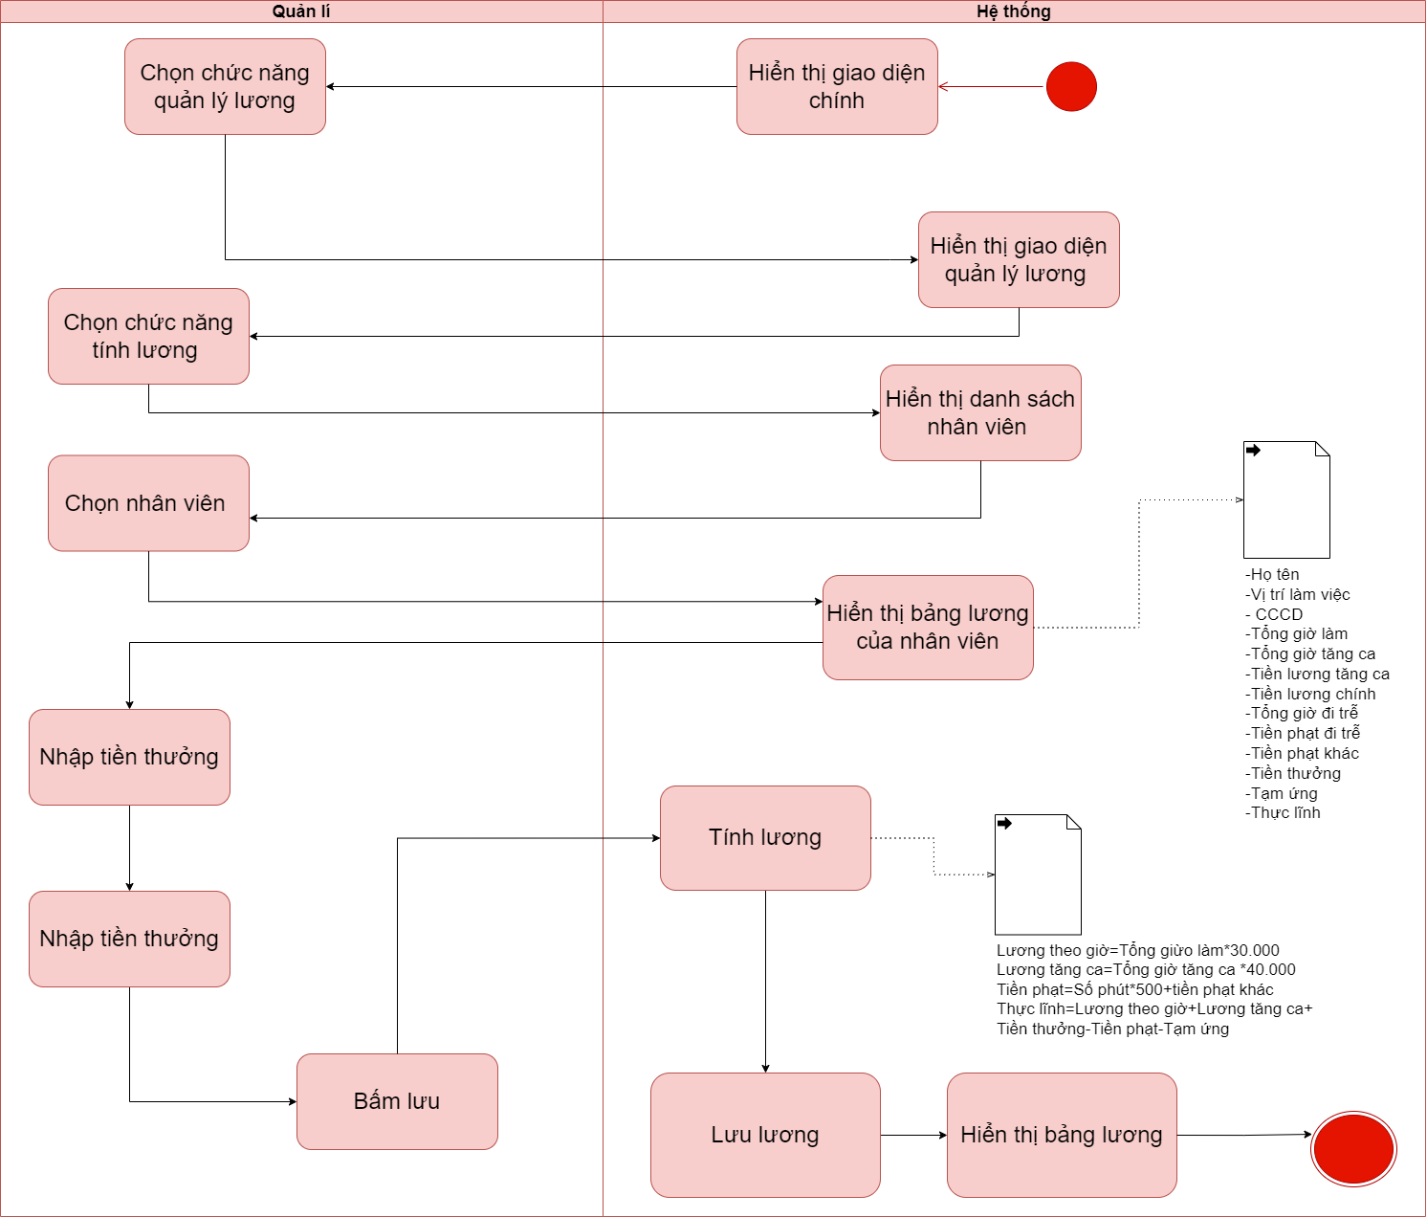 Quản lí
Hệ thống
Chọn chức năng
quản lý lương
Hiển thị giao diện
chính
Hiển thị giao diện
quản lý lương
Chọn chức năng
tính lương
Hiển thị danh sách
nhân viên
Chọn nhân viên
Hiển thị bảng lương
của nhân viên
-Họ tên
-Vị trí làm việc
- CCCD
-Tổng giờ làm
-Tổng giờ tăng ca
-Tiền lương tăng ca
-Tiền lương chính
-Tổng giờ đi trễ
-Tiền phạt đi trễ
-Tiền phạt khác
-Tiền thưởng
-Tạm ứng
-Thực lĩnh
Nhập tiền thưởng
Tính lương
Nhập tiền thưởng
Lương theo giờ=Tổng giừo làm*30.000
Lương tăng ca=Tổng giờ tăng ca *40.000
Tiền phạt=Số phút*500+tiền phạt khác
Thực lĩnh=Lương theo giờ+Lương tăng ca+
Tiền thưởng-Tiền phạt-Tạm ứng
Bấm lưu
Lưu lương
Hiển thị bảng lương